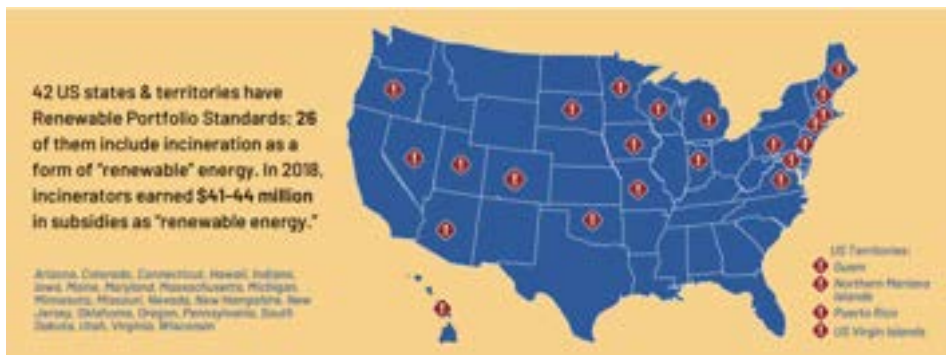 42 US states & territories have
Renewable Portfolio Standards: 26
of them include incineration as a
form of "renewable" energy. In 2018,
incinerators earned $41-44 million
in subsidies as "renewable energy."
Arizona, Colorado, Connecticut, Hawaii, Indiana,
Iowa, Maine, Maryland, Massachusetts, Michigan,
Minnesota, Missouri, Nevada, New Hampshire, New
Jersey, Oklahoma, Oregon, Pennsylvania, South
Dakota, Utah, Virginia, Wisconsin
US Territories:
Guam
Northern Mariana
Islands
Puerto Rico
US Virgin Islands